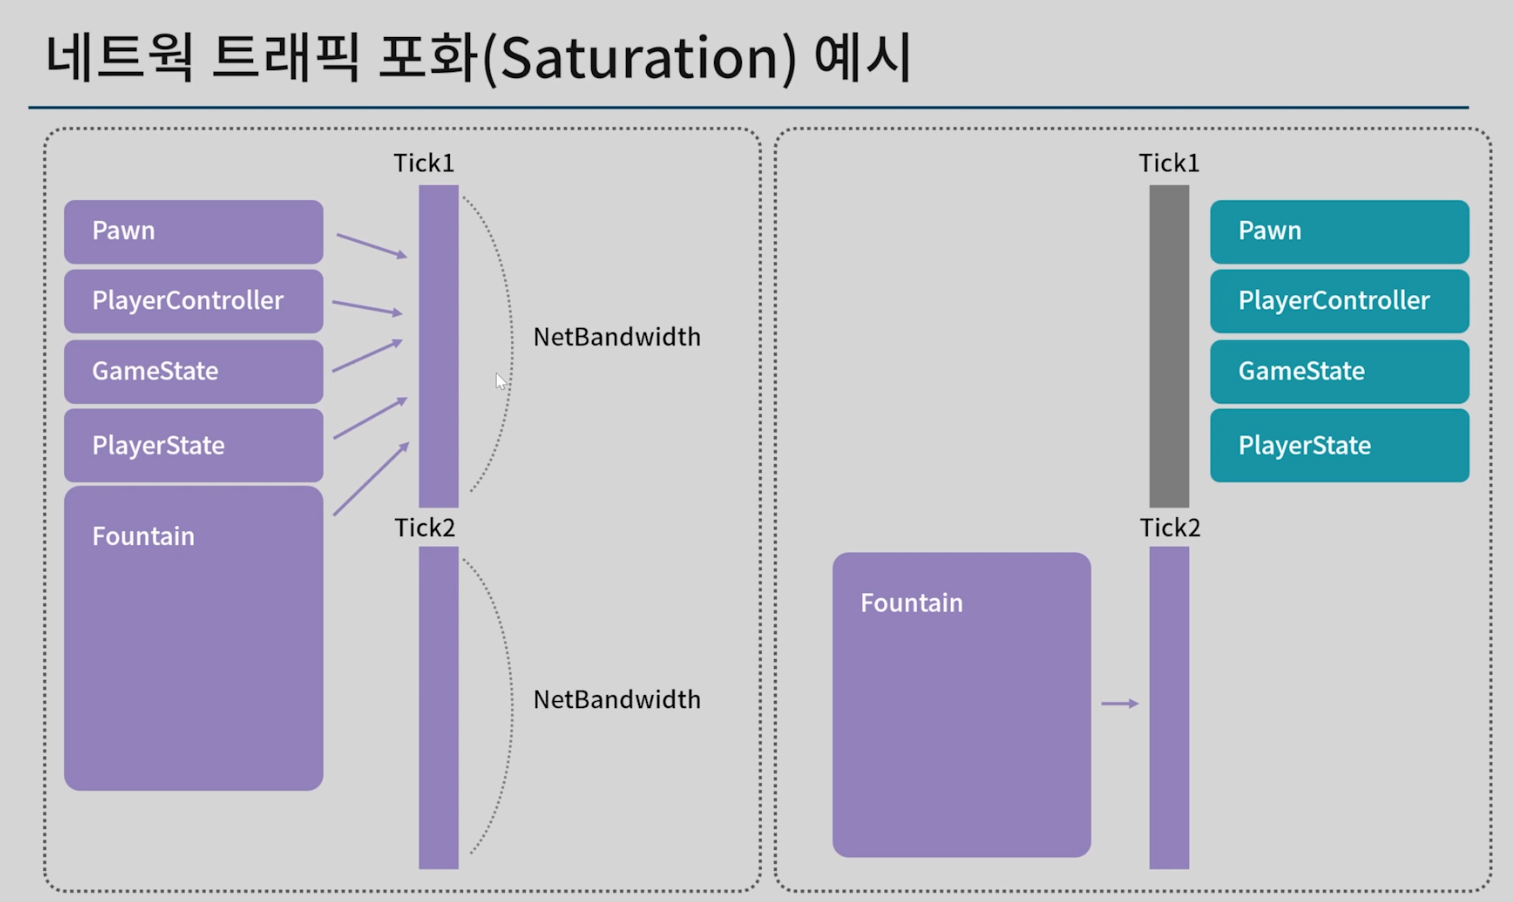 네트웍 트래픽 포화(Saturation) 예시
Tick1
Pawn
PlayerController
GameState
PlayerState
Fountain
NetBandwidth
Tick2
NetBandwidth
Tick1
Pawn
PlayerController
GameState
PlayerState
Tick2
Fountain